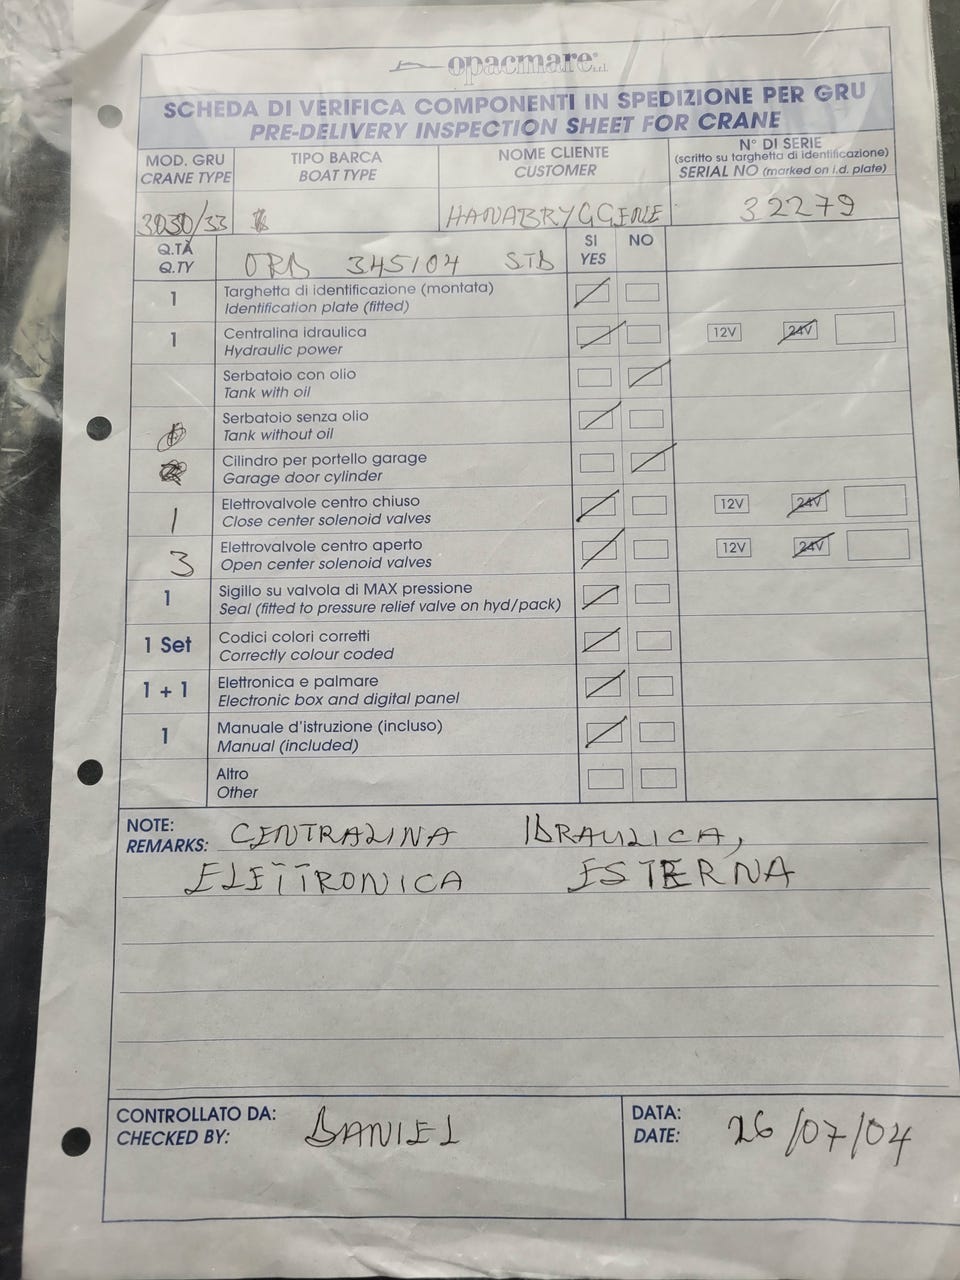 opacmare s.r.l.
SCHEDA DI VERIFICA COMPONENTI IN SPEDIZIONE PER GRU
PRE-DELIVERY INSPECTION SHEET FOR CRANE
MOD. GRU
CRANE TYPE
3030/33
TIPO BARCA
BOAT TYPE
NOME CLIENTE
CUSTOMER
HANABRYGGENE
N° DI SERIE
(scritto su targhetta di identificazione)
SERIAL NO (marked on i.d. plate)
32279
Q.TÀ
Q.TY
ORD 345/04 STD
SI
YES
NO
1 Targhetta di identificazione (montata)
Identification plate (fitted)
1 Centralina idraulica 12V 24V
Hydraulic power
Serbatoio con olio
Tank with oil
Serbatoio senza olio
Tank without oil
Cilindro per portello garage
Garage door cylinder
1 Elettrovalvole centro chiuso 12V 24V
Close center solenoid valves
3 Elettrovalvole centro aperto 12V 24V
Open center solenoid valves
1 Sigillo su valvola di MAX pressione
Seal (fitted to pressure relief valve on hyd/pack)
1 Set Codici colori corretti
Correctly colour coded
1 + 1 Elettronica e palmare
Electronic box and digital panel
1 Manuale d'istruzione (incluso)
Manual (included)
Altro
Other
NOTE:
REMARKS: CENTRALINA IDRAULICA,
ELETTRONICA ESTERNA
CONTROLLATO DA:
CHECKED BY: DANIEL
DATA:
DATE: 26/07/04